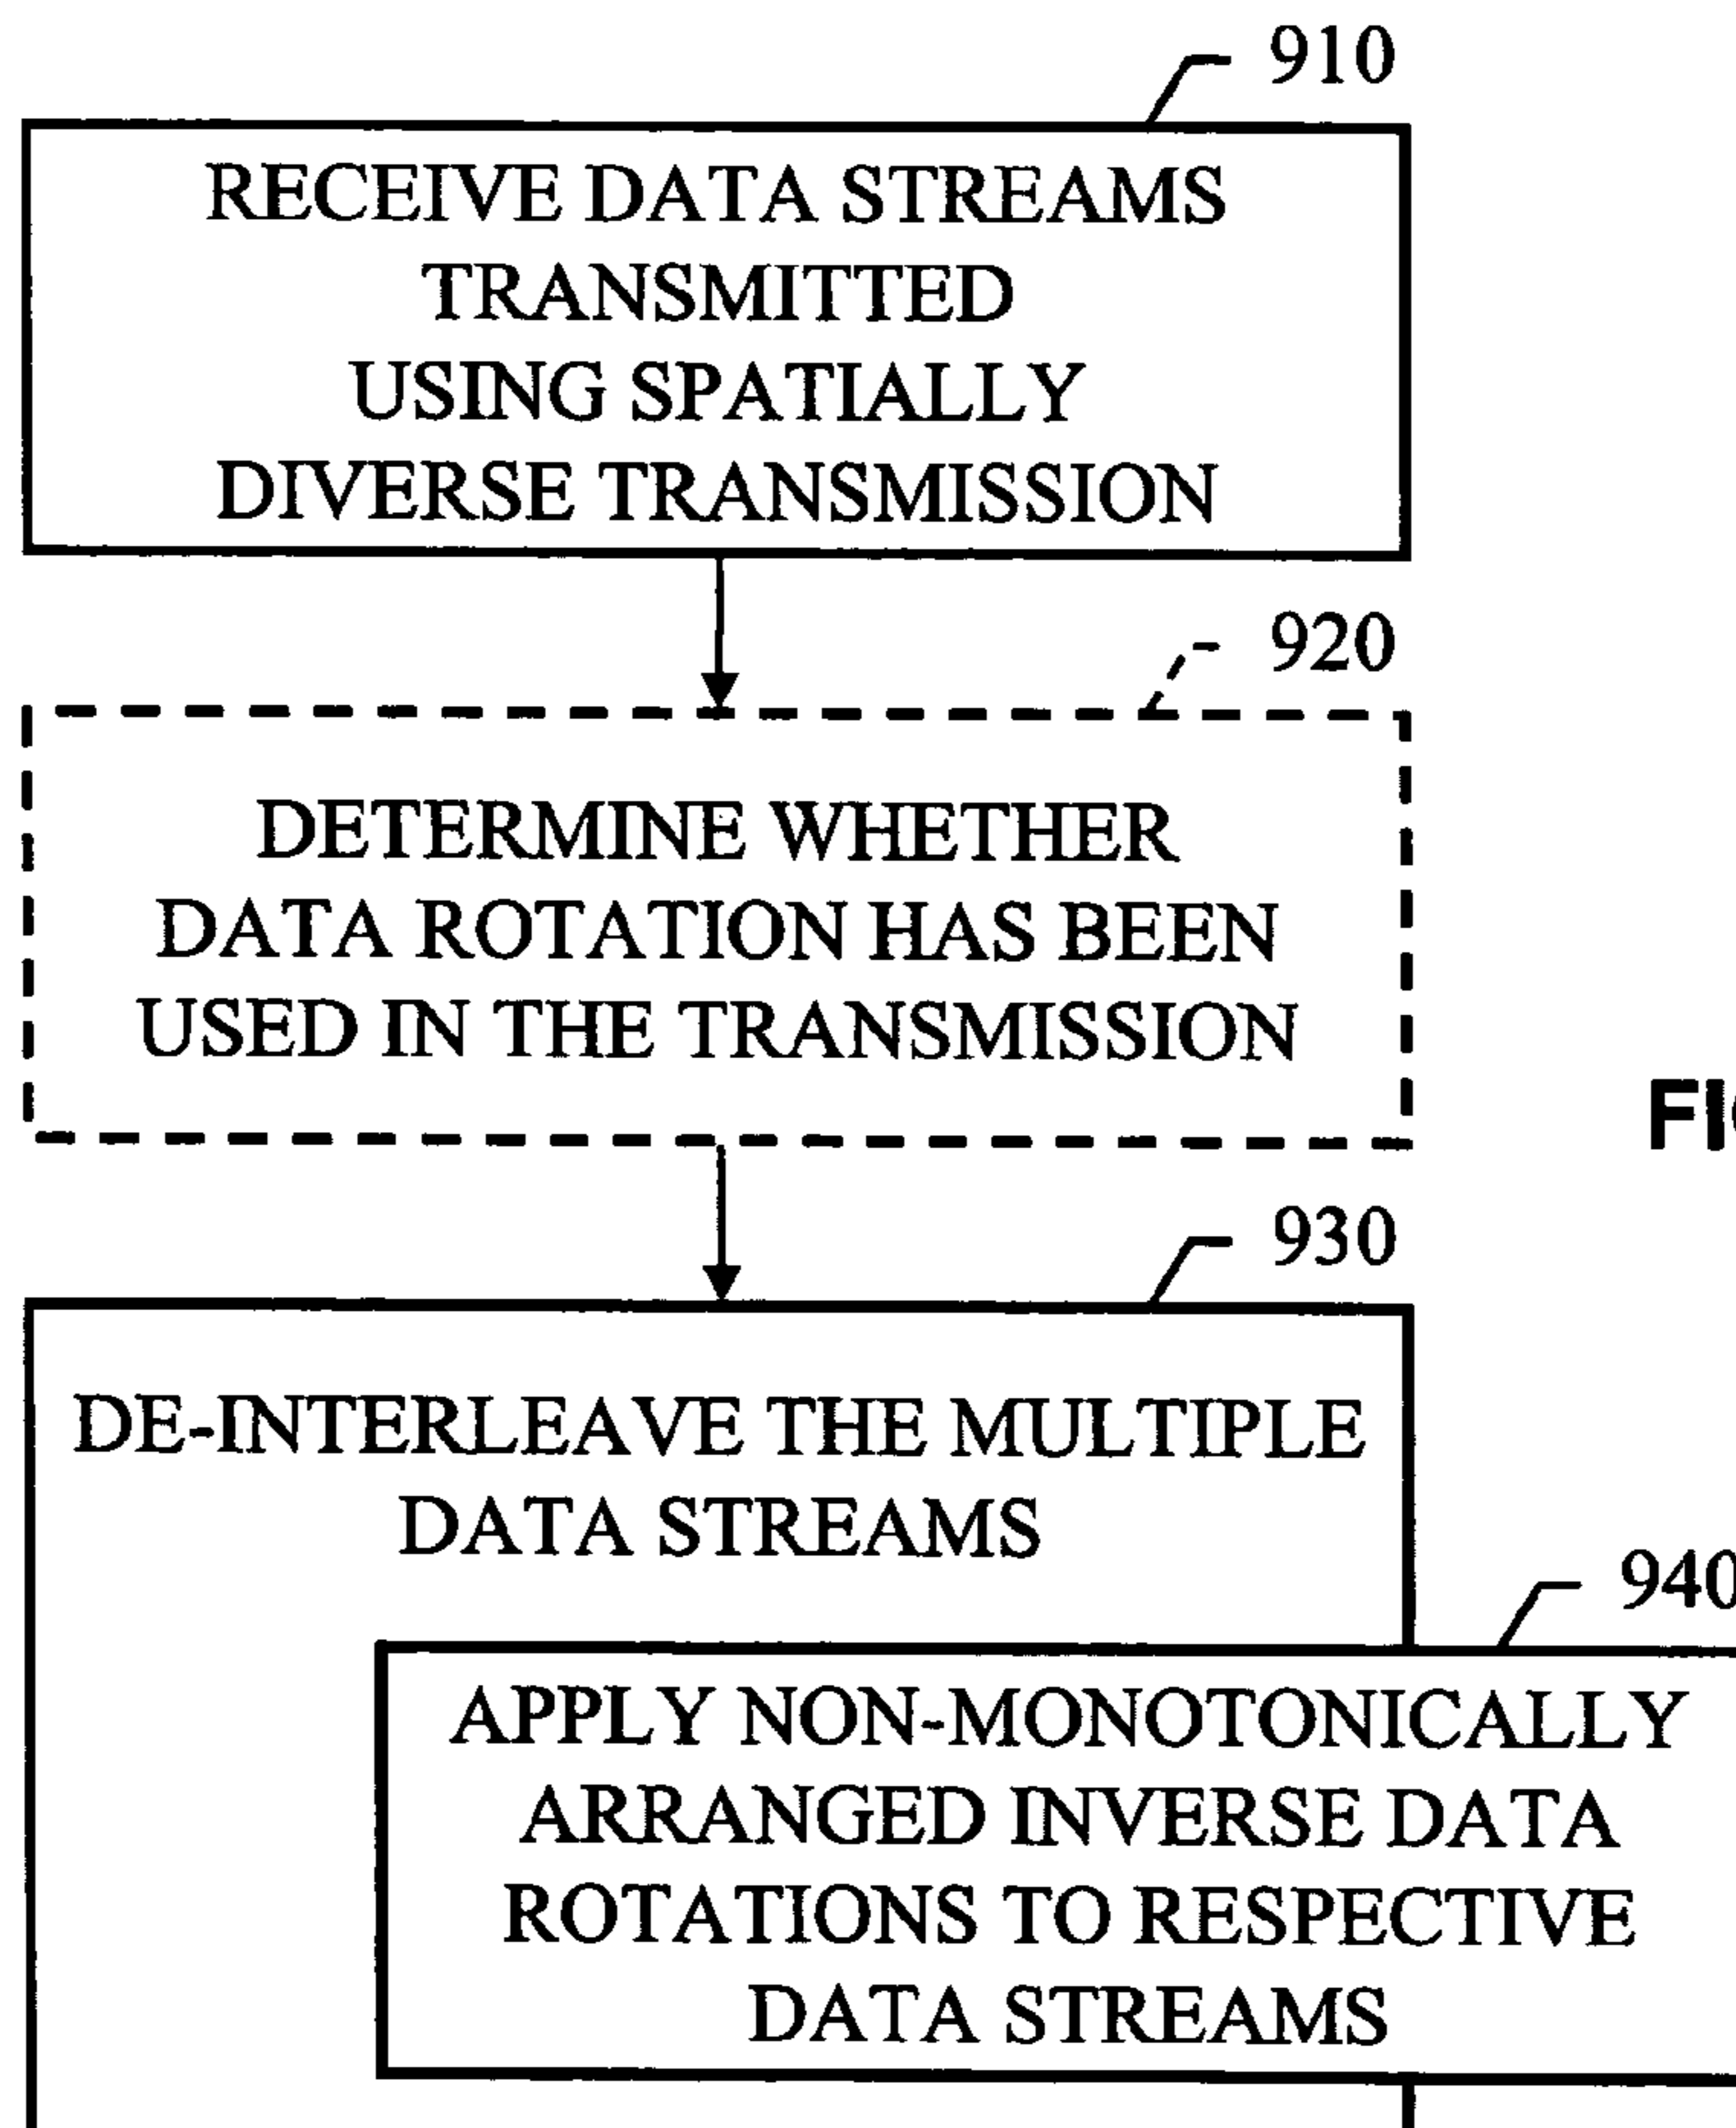 910
RECEIVE DATA STREAMS
TRANSMITTED
USING SPATIALLY
DIVERSE TRANSMISSION
920
DETERMINE WHETHER
DATA ROTATION HAS BEEN
USED IN THE TRANSMISSION
930
DE-INTERLEAVE THE MULTIPLE
DATA STREAMS
940
APPLY NON-MONOTONICALLY
ARRANGED INVERSE DATA
ROTATIONS TO RESPECTIVE
DATA STREAMS